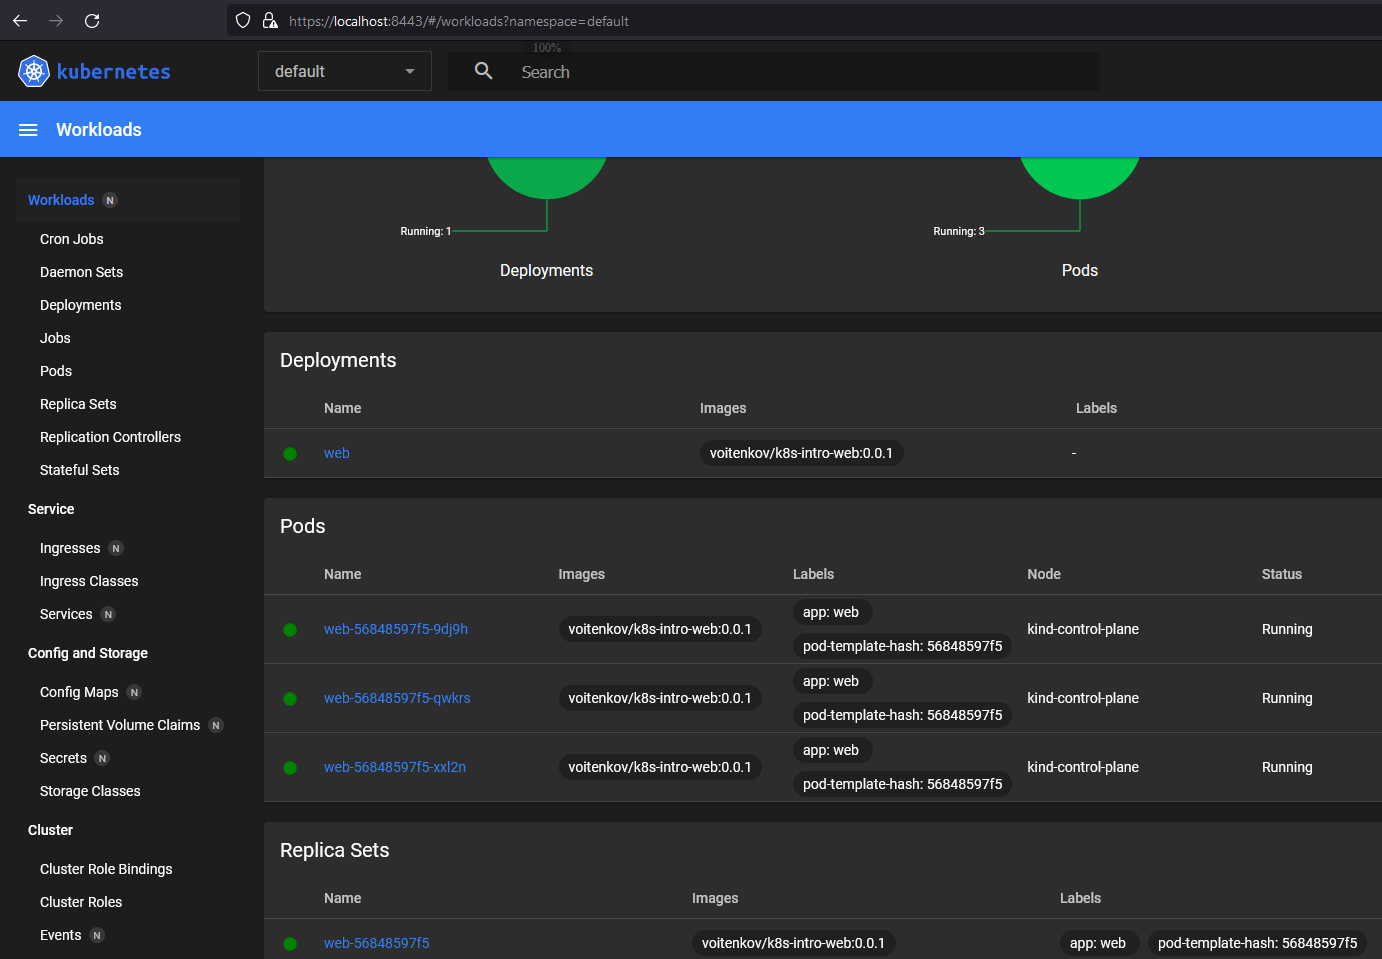 https://localhost:8443/#/workloads?namespace=default
100%
kubernetes
default
Search
Workloads
Workloads N
Cron Jobs
Daemon Sets
Deployments
Jobs
Pods
Replica Sets
Replication Controllers
Stateful Sets
Service
Ingresses N
Ingress Classes
Services N
Config and Storage
Config Maps N
Persistent Volume Claims N
Secrets N
Storage Classes
Cluster
Cluster Role Bindings
Cluster Roles
Events N
Running: 1
Deployments
Running: 3
Pods
Deployments
Name Images Labels
web voitenkov/k8s-intro-web:0.0.1 -
Pods
Name Images Labels Node Status
web-56848597f5-9dj9h voitenkov/k8s-intro-web:0.0.1 app: web pod-template-hash: 56848597f5 kind-control-plane Running
web-56848597f5-qwkrs voitenkov/k8s-intro-web:0.0.1 app: web pod-template-hash: 56848597f5 kind-control-plane Running
web-56848597f5-xxl2n voitenkov/k8s-intro-web:0.0.1 app: web pod-template-hash: 56848597f5 kind-control-plane Running
Replica Sets
Name Images Labels
web-56848597f5 voitenkov/k8s-intro-web:0.0.1 app: web pod-template-hash: 56848597f5